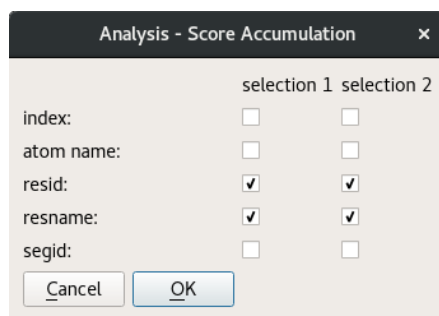 Analysis - Score Accumulation ×
selection 1 selection 2
index:
atom name:
resid:
resname:
segid:
Cancel OK